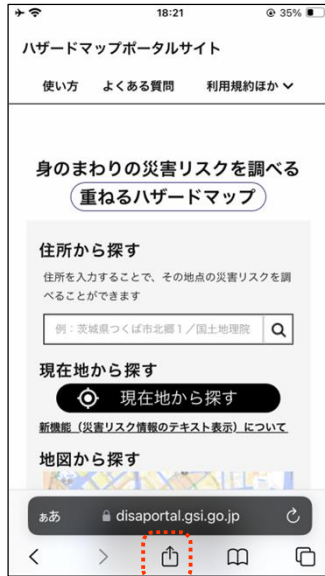 18:21
35%
ハザードマップポータルサイト
使い方 よくある質問 利用規約ほか
身のまわりの災害リスクを調べる
重ねるハザードマップ
住所から探す
住所を入力することで、その地点の災害リスクを調
べることができます
例：茨城県つくば市北郷1／国土地理院
現在地から探す
現在地から探す
新機能（災害リスク情報のテキスト表示）について
地図から探す
ぁあ disaportal.gsi.go.jp